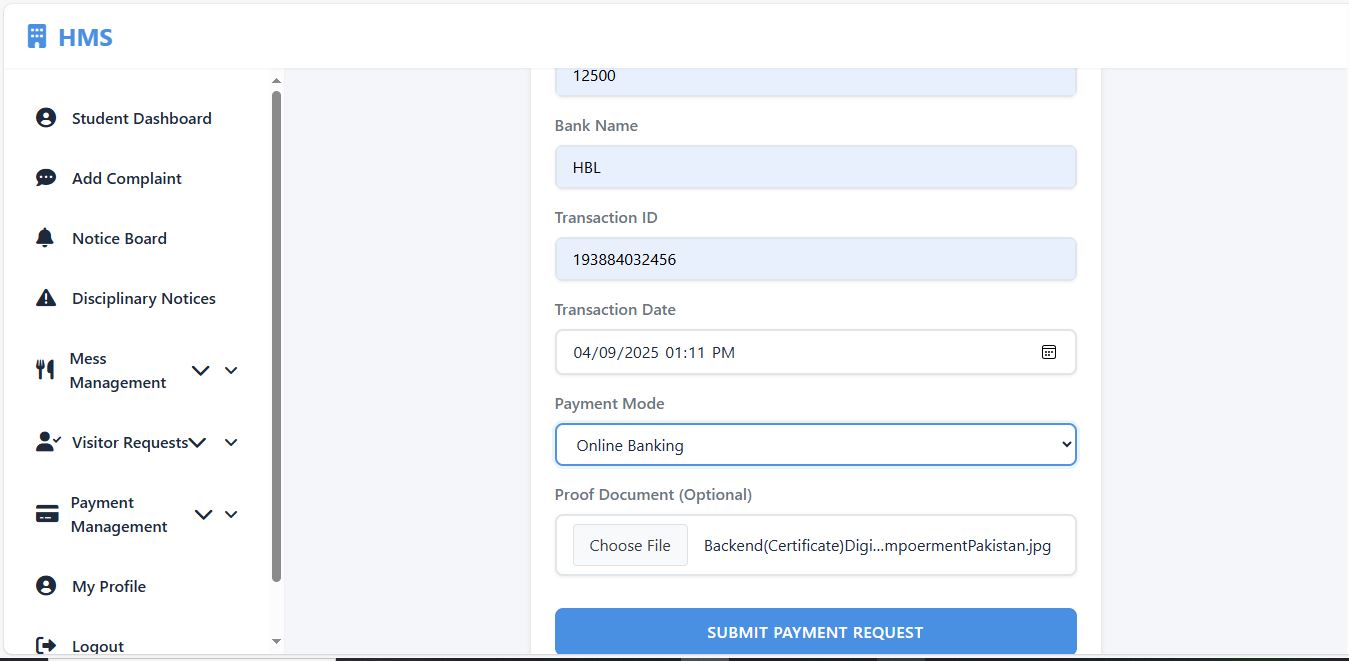 HMS
Student Dashboard
Add Complaint
Notice Board
Disciplinary Notices
Mess
Management
Visitor Requests
Payment
Management
My Profile
Logout
12500
Bank Name
HBL
Transaction ID
193884032456
Transaction Date
04/09/2025 01:11 PM
Payment Mode
Online Banking
Proof Document (Optional)
Choose File Backend(Certificate)Digi...mpoermentPakistan.jpg
SUBMIT PAYMENT REQUEST